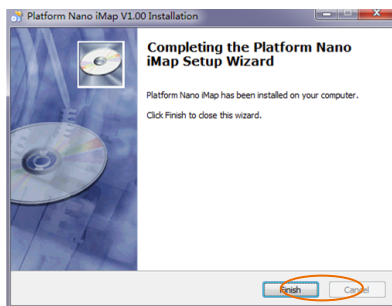 Platform Nano iMap V1.00 Installation
Completing the Platform Nano
iMap Setup Wizard
Platform Nano iMap has been installed on your computer.
Click Finish to close this wizard.
Finish
Cancel